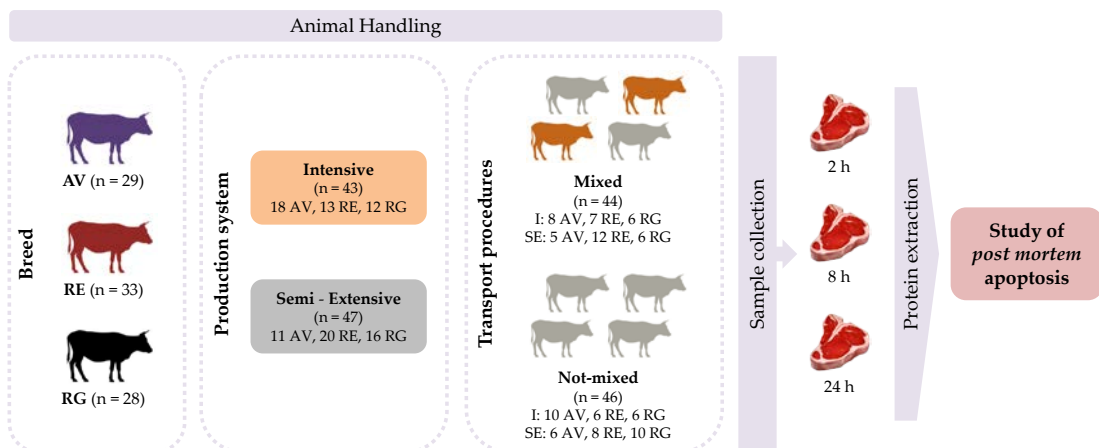 Animal Handling
Breed
AV (n = 29)
RE (n = 33)
RG (n = 28)
Production system
Intensive
(n = 43)
18 AV, 13 RE, 12 RG
Semi - Extensive
(n = 47)
11 AV, 20 RE, 16 RG
Transport procedures
Mixed
(n = 44)
I: 8 AV, 7 RE, 6 RG
SE: 5 AV, 12 RE, 6 RG
Not-mixed
(n = 46)
I: 10 AV, 6 RE, 6 RG
SE: 6 AV, 8 RE, 10 RG
Sample collection
2 h
8 h
24 h
Protein extraction
Study of
post mortem
apoptosis